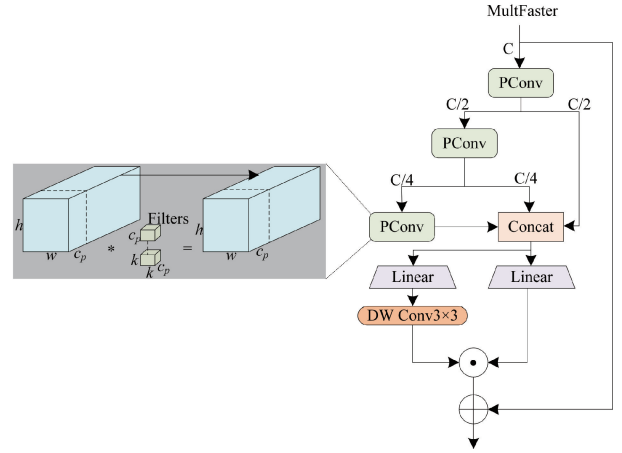 MultFaster
C
PConv
C/2
C/2
PConv
C/4
C/4
PConv
Concat
h
w
c_p
*
Filters
c_p
k
k
c_p
=
h
w
c_p
Linear
Linear
DW Conv3×3